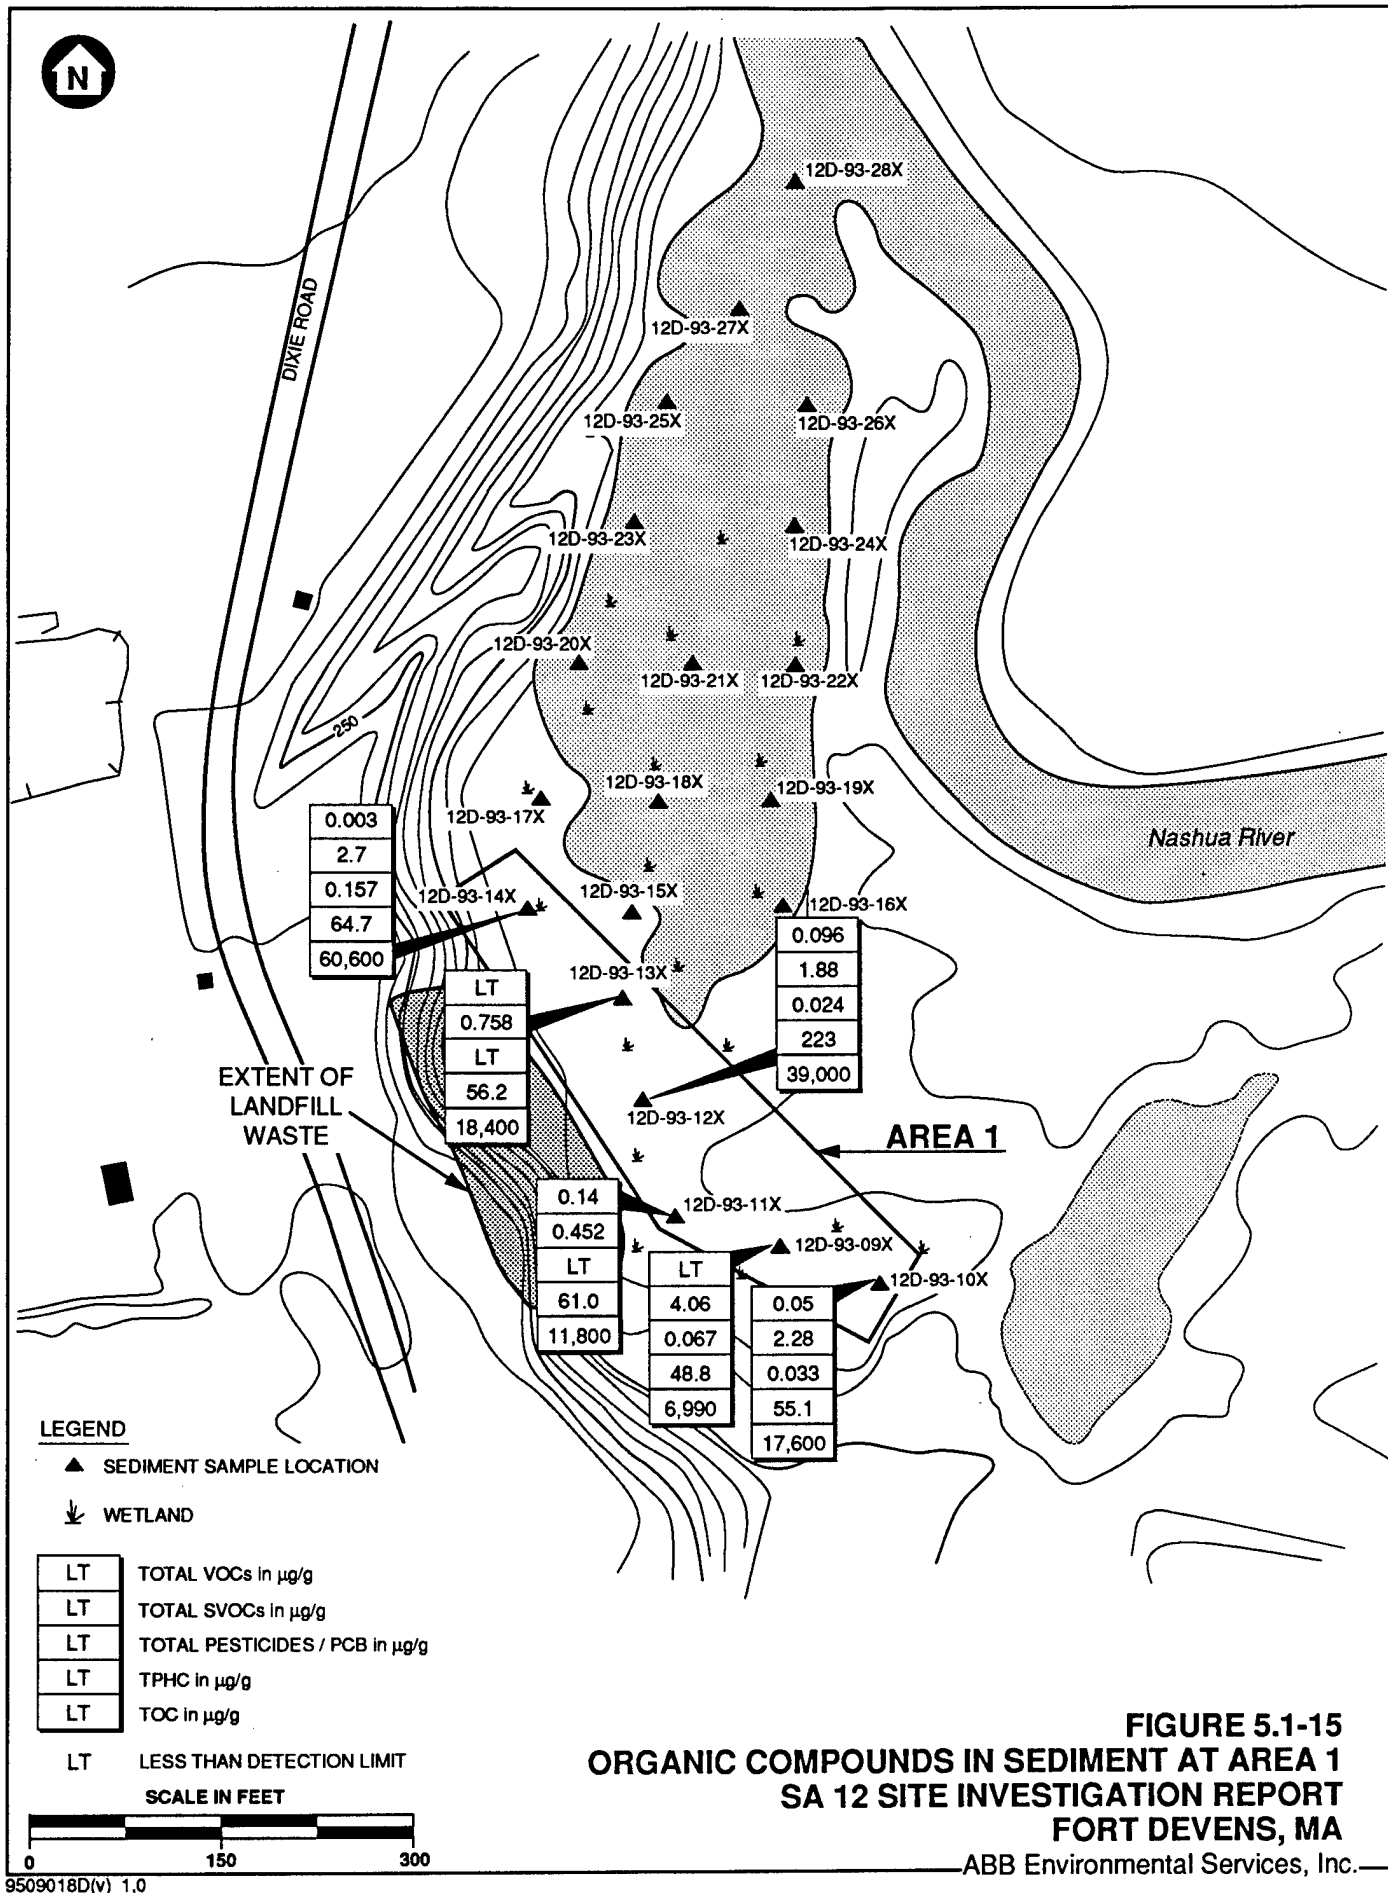 N
DIXIE ROAD
12D-93-28X
12D-93-27X
12D-93-25X
12D-93-26X
12D-93-23X
12D-93-24X
12D-93-20X
12D-93-21X
12D-93-22X
250
12D-93-18X
12D-93-19X
12D-93-17X
Nashua River
0.003
2.7
0.157
64.7
60,600
12D-93-14X
12D-93-15X
12D-93-16X
0.096
1.88
0.024
223
39,000
12D-93-13X
LT
0.758
LT
56.2
18,400
EXTENT OF
LANDFILL
WASTE
12D-93-12X
AREA 1
0.14
0.452
LT
61.0
11,800
12D-93-11X
12D-93-09X
LT
4.06
0.067
48.8
6,990
12D-93-10X
0.05
2.28
0.033
55.1
17,600
LEGEND
SEDIMENT SAMPLE LOCATION
WETLAND
LT TOTAL VOCs in µg/g
LT TOTAL SVOCs in µg/g
LT TOTAL PESTICIDES / PCB in µg/g
LT TPHC in µg/g
LT TOC in µg/g
LT LESS THAN DETECTION LIMIT
SCALE IN FEET
0 150 300
FIGURE 5.1-15
ORGANIC COMPOUNDS IN SEDIMENT AT AREA 1
SA 12 SITE INVESTIGATION REPORT
FORT DEVENS, MA
ABB Environmental Services, Inc.
9509018D(v) 1.0